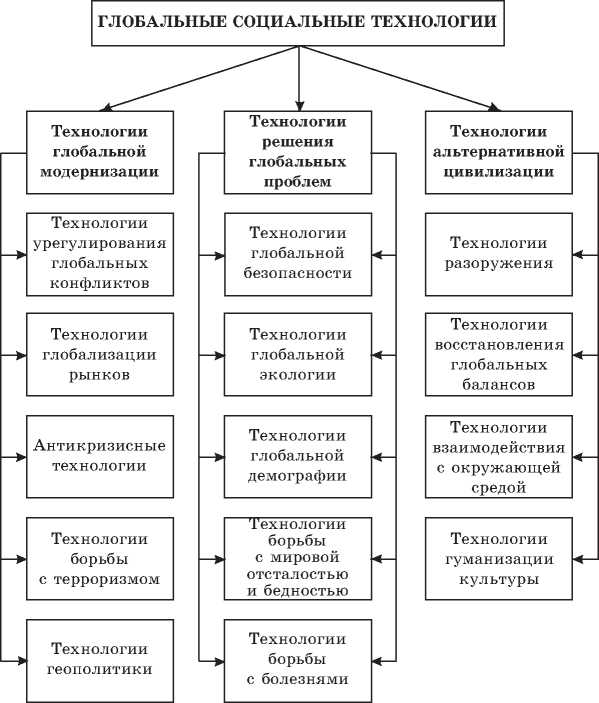 ГЛОБАЛЬНЫЕ СОЦИАЛЬНЫЕ ТЕХНОЛОГИИ
Технологии
глобальной
модернизации
Технологии
урегулирования
глобальных
конфликтов
Технологии
глобализации
рынков
Антикризисные
технологии
Технологии
борьбы
с терроризмом
Технологии
геополитики
Технологии
решения
глобальных
проблем
Технологии
глобальной
безопасности
Технологии
глобальной
экологии
Технологии
глобальной
демографии
Технологии
борьбы
с мировой
отсталостью
и бедностью
Технологии
борьбы
с болезнями
Технологии
альтернативной
цивилизации
Технологии
разоружения
Технологии
восстановления
глобальных
балансов
Технологии
взаимодействия
с окружающей
средой
Технологии
гуманизации
культуры